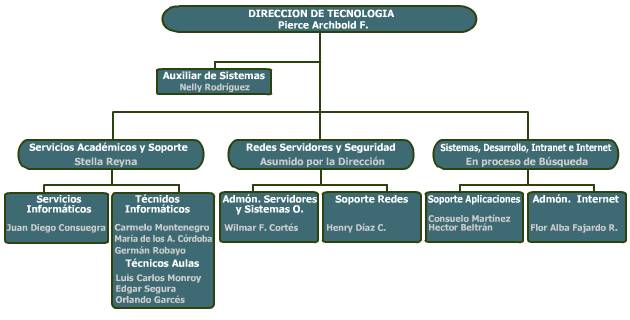 DIRECCION DE TECNOLOGIA
Pierce Archbold F.
Auxiliar de Sistemas
Nelly Rodríguez
Servicios Académicos y Soporte
Stella Reyna
Redes Servidores y Seguridad
Asumido por la Dirección
Sistemas, Desarrollo, Intranet e Internet
En proceso de Búsqueda
Servicios
Informáticos
Juan Diego Consuegra
Técnidos
Informáticos
Carmelo Montenegro
María de los A. Córdoba
Germán Robayo
Técnicos Aulas
Luis Carlos Monroy
Edgar Segura
Orlando Garcés
Admón. Servidores
y Sistemas O.
Wilmar F. Cortés
Soporte Redes
Henry Díaz C.
Soporte Aplicaciones
Consuelo Martínez
Hector Beltrán
Admón. Internet
Flor Alba Fajardo R.